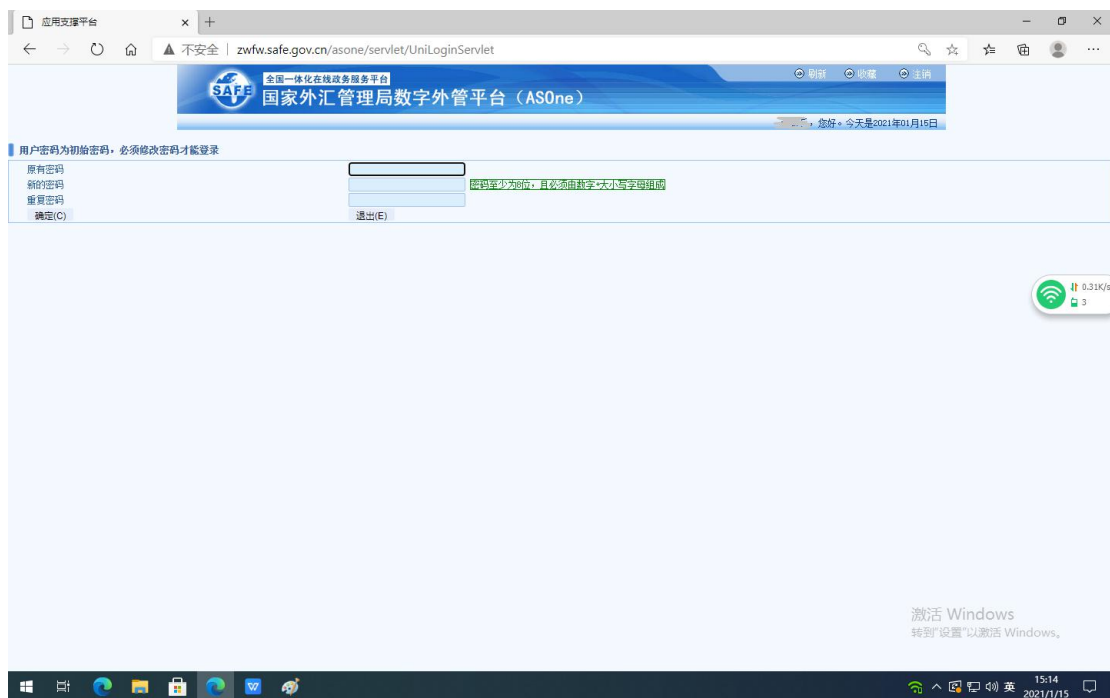 应用支撑平台
不安全 zwfw.safe.gov.cn/asone/servlet/UniLoginServlet
刷新 收藏 注销
SAFE
全国一体化在线政务服务平台
国家外汇管理局数字外管平台（ASOne）
，您好。今天是2021年01月15日
用户密码为初始密码，必须修改密码才能登录
原有密码
新的密码 密码至少为8位，且必须由数字+大小写字母组成
重复密码
确定(C) 退出(E)
0.31K/s
3
激活 Windows
转到"设置"以激活 Windows。
英
15:14
2021/1/15